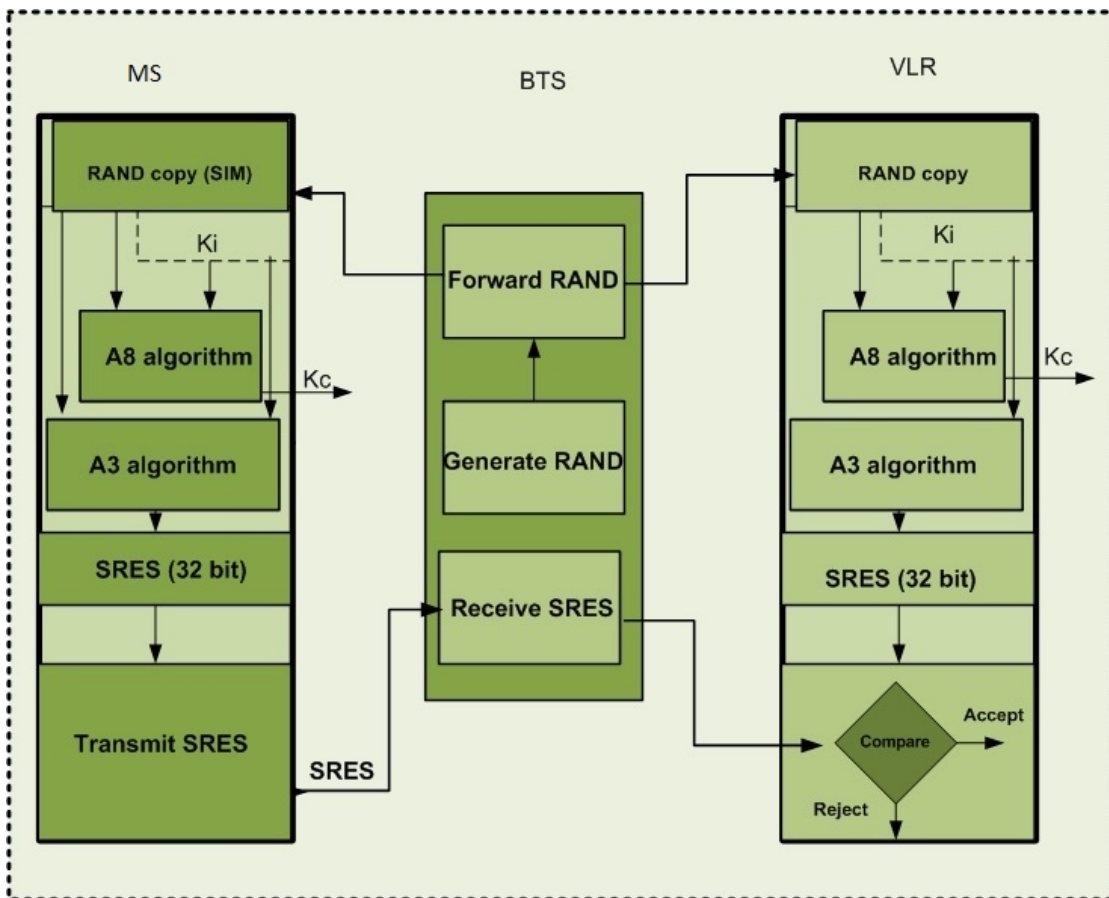 MS
BTS
VLR
RAND copy (SIM)
Ki
A8 algorithm
Kc
A3 algorithm
SRES (32 bit)
Transmit SRES
SRES
Forward RAND
Generate RAND
Receive SRES
RAND copy
Ki
A8 algorithm
Kc
A3 algorithm
SRES (32 bit)
Compare
Accept
Reject